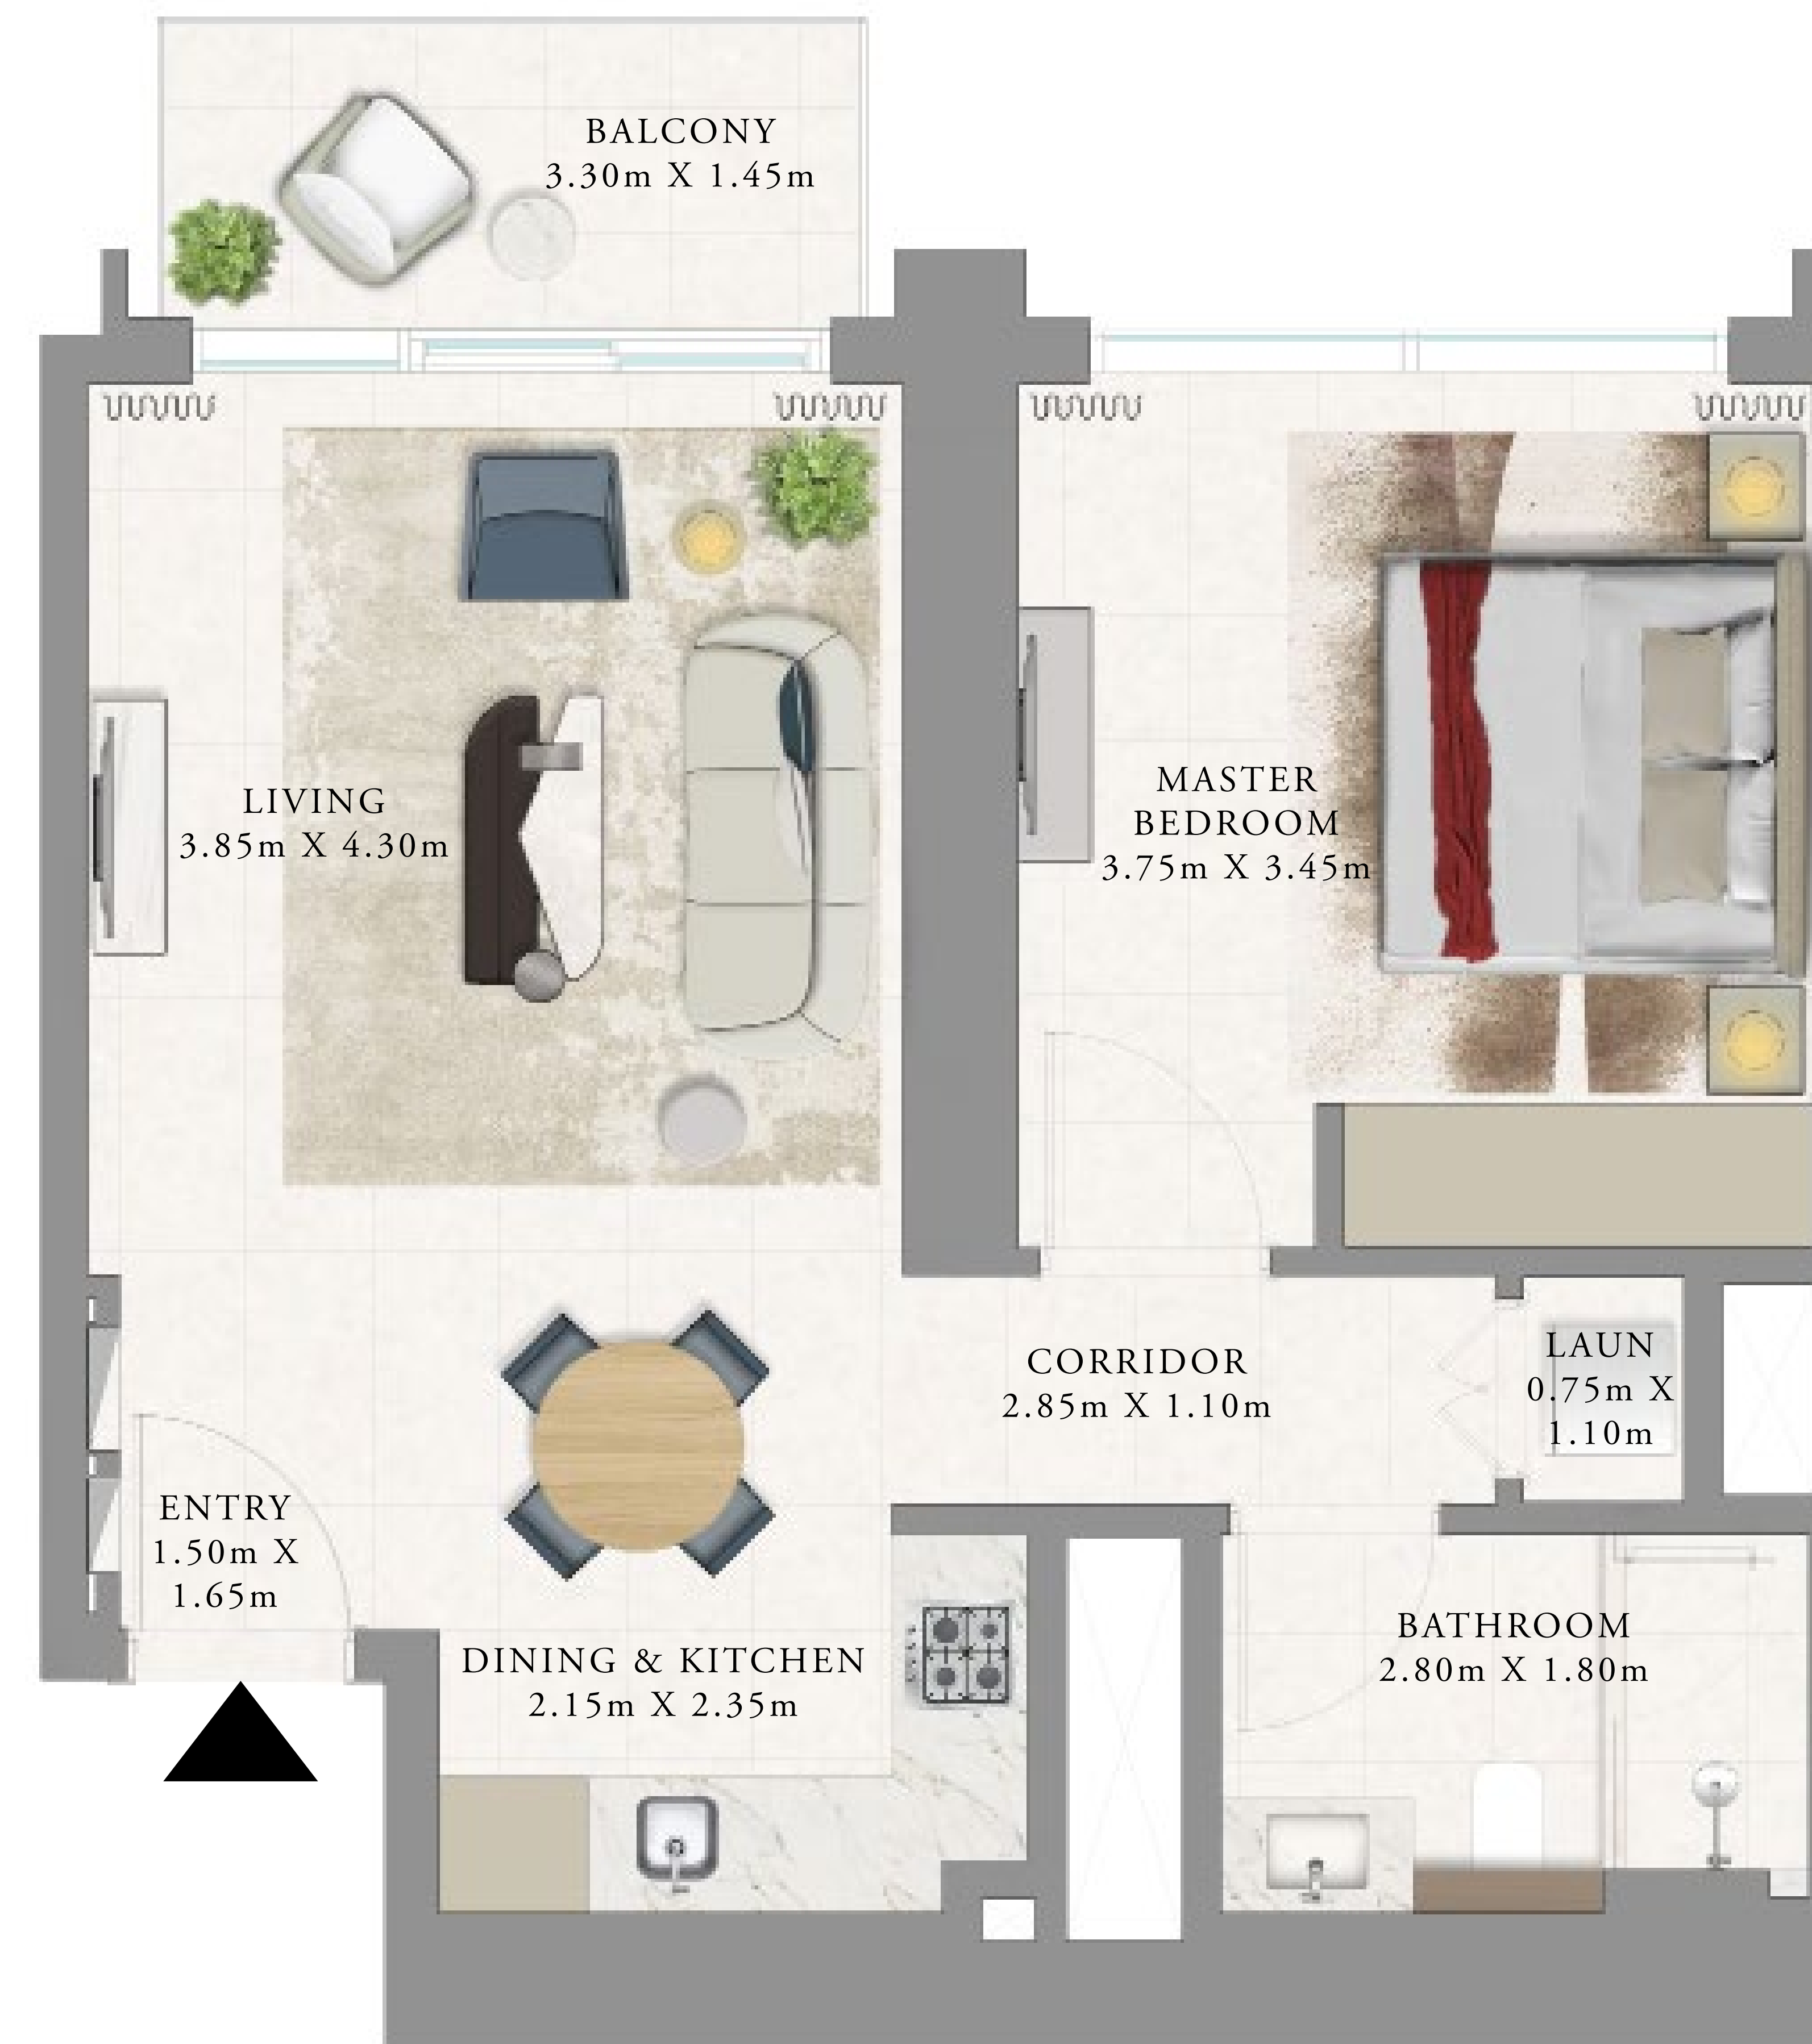 BALCONY
3.30m X 1.45m
LIVING
3.85m X 4.30m
MASTER
BEDROOM
3.75m X 3.45m
CORRIDOR
2.85m X 1.10m
LAUN
0.75m X
1.10m
ENTRY
1.50m X
1.65m
DINING & KITCHEN
2.15m X 2.35m
BATHROOM
2.80m X 1.80m